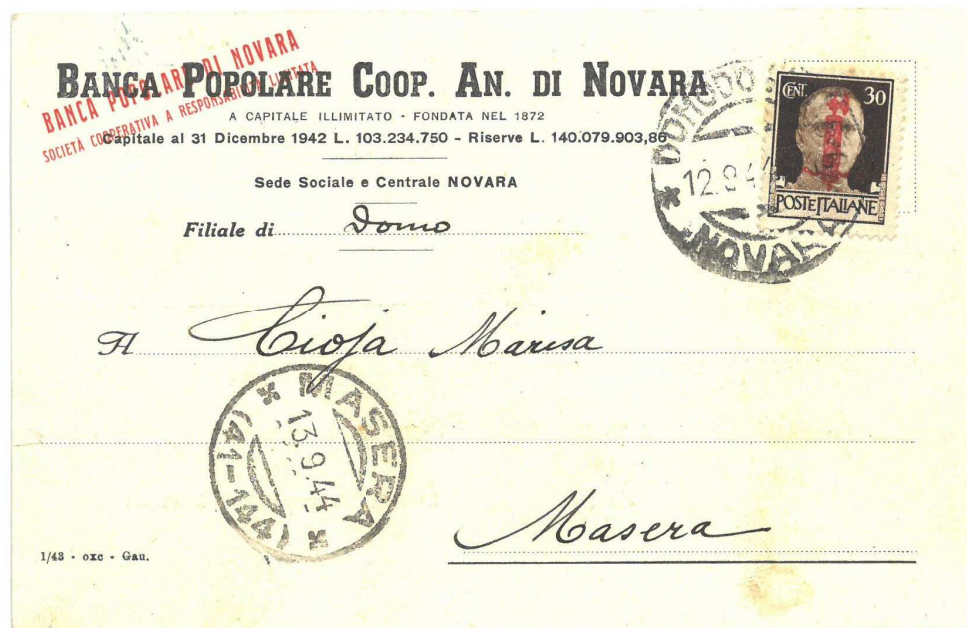 BANCA POPOLARE DI NOVARA
SOCIETÀ COOPERATIVA A RESPONSABILITÀ LIMITATA
BANCA POPOLARE COOP. AN. DI NOVARA
A CAPITALE ILLIMITATO - FONDATA NEL 1872
Capitale al 31 Dicembre 1942 L. 103.234.750 - Riserve L. 140.079.903,86
Sede Sociale e Centrale NOVARA
Filiale di Domo
CENT. 30
POSTE ITALIANE
12.9.44
NOVARA
A Cioja Marisa
MASERA
13.9.44
(41-144)
Masera
1/43 - oxc - Gau.